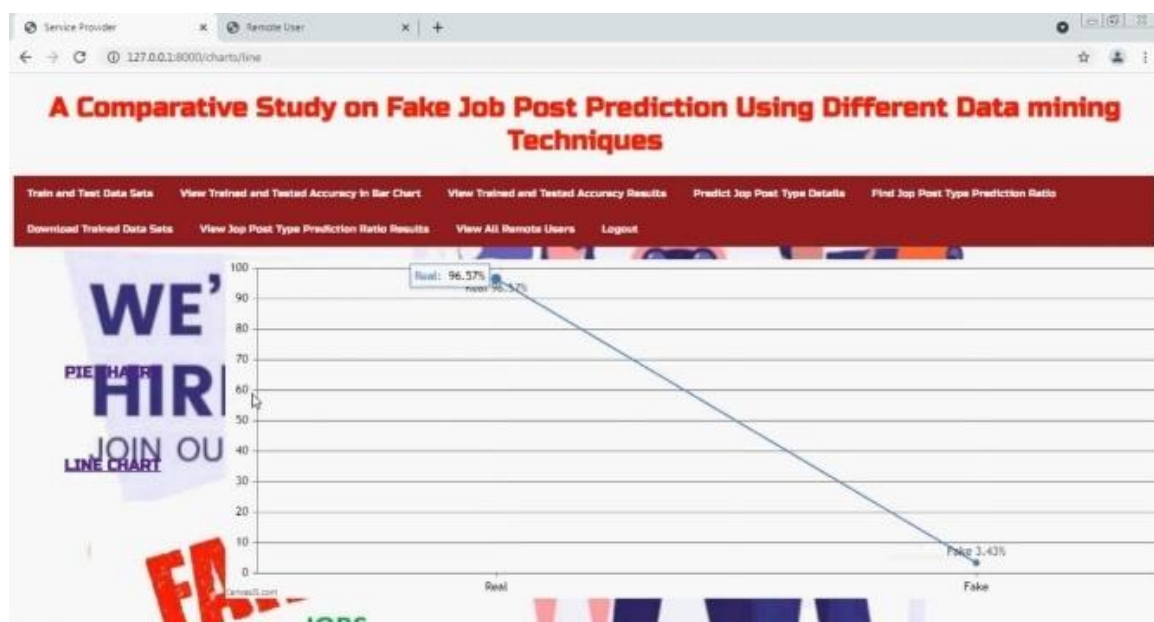 Service Provider
Remote User
127.0.0.1:8000/charts/line
A Comparative Study on Fake Job Post Prediction Using Different Data mining
Techniques
Train and Test Data Sets View Trained and Tested Accuracy in Bar Chart View Trained and Tested Accuracy Results Predict Jop Post Type Details Find Jop Post Type Prediction Ratio
Download Trained Data Sets View Jop Post Type Prediction Ratio Results View All Remote Users Logout
WE'
HIR
JOIN OU
PIE CHART
LINE CHART
100
90
80
70
60
50
40
30
20
10
0
Real: 96.57%
Real 96.57%
Fake 3.43%
Real
Fake
CanvasJS.com
JOBS